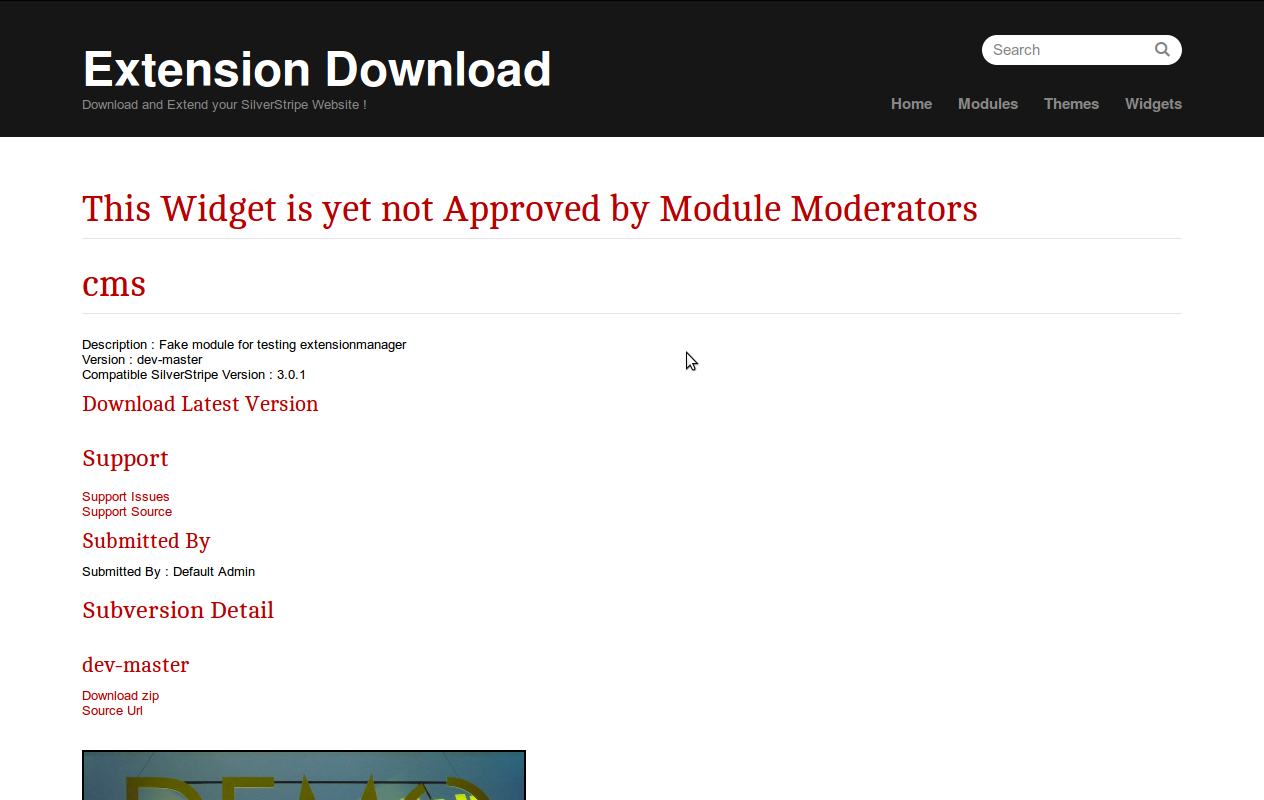 Extension Download
Download and Extend your SilverStripe Website !
Search
Home Modules Themes Widgets
This Widget is yet not Approved by Module Moderators
cms
Description : Fake module for testing extensionmanager
Version : dev-master
Compatible SilverStripe Version : 3.0.1
Download Latest Version
Support
Support Issues
Support Source
Submitted By
Submitted By : Default Admin
Subversion Detail
dev-master
Download zip
Source Url
DEMO